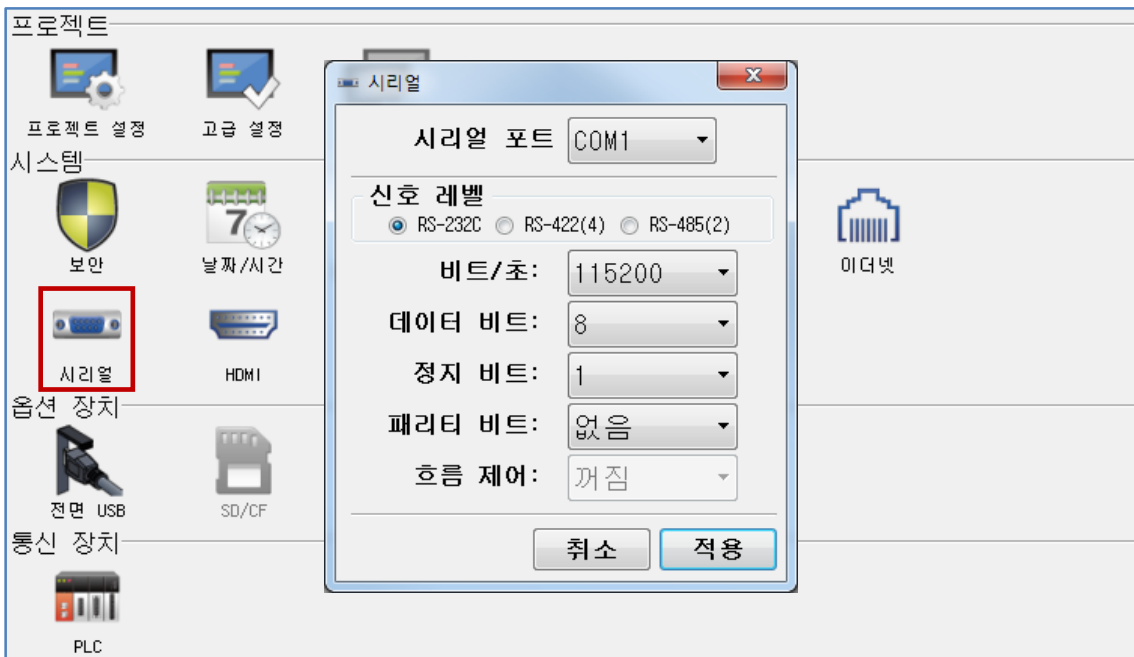 프로젝트
프로젝트 설정
고급 설정
시스템
보안
날짜/시간
이더넷
시리얼
HDMI
옵션 장치
전면 USB
SD/CF
통신 장치
PLC
시리얼
시리얼 포트 COM1
신호 레벨
RS-232C RS-422(4) RS-485(2)
비트/초: 115200
데이터 비트: 8
정지 비트: 1
패리티 비트: 없음
흐름 제어: 꺼짐
취소 적용